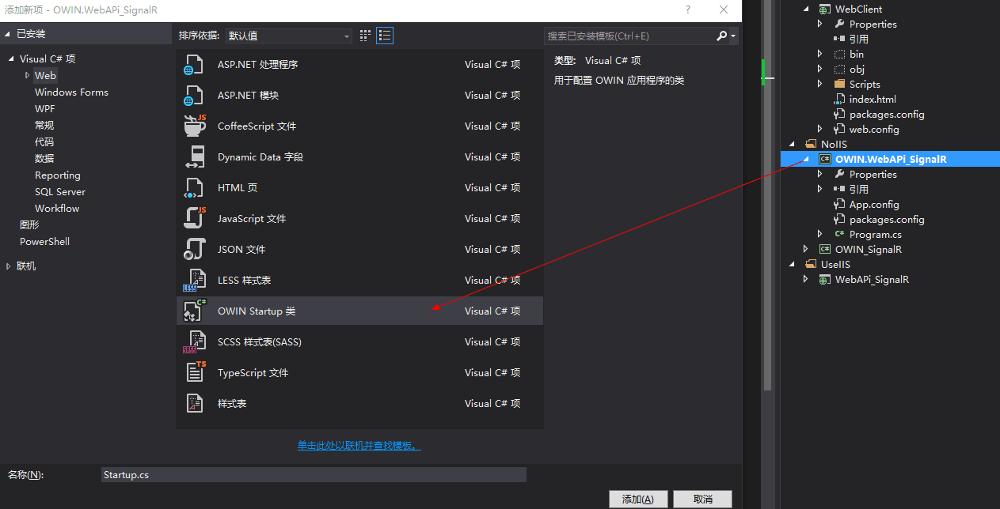 添加新项 - OWIN.WebAPi_SignalR
?
已安装
Visual C# 项
Web
Windows Forms
WPF
常规
代码
数据
Reporting
SQL Server
Workflow
图形
PowerShell
联机
排序依据: 默认值
ASP.NET 处理程序 Visual C# 项
ASP.NET 模块 Visual C# 项
JS CoffeeScript 文件 Visual C# 项
Dynamic Data 字段 Visual C# 项
HTML 页 Visual C# 项
JS JavaScript 文件 Visual C# 项
JSON 文件 Visual C# 项
LESS LESS 样式表 Visual C# 项
C# OWIN Startup 类 Visual C# 项
SASS SCSS 样式表(SASS) Visual C# 项
TS TypeScript 文件 Visual C# 项
样式表 Visual C# 项
单击此处以联机并查找模板。
搜索已安装模板(Ctrl+E)
类型: Visual C# 项
用于配置 OWIN 应用程序的类
名称(N): Startup.cs
添加(A) 取消
WebClient
Properties
引用
bin
obj
Scripts
index.html
packages.config
web.config
NoIIS
C# OWIN.WebAPi_SignalR
Properties
引用
App.config
packages.config
C# Program.cs
C# OWIN_SignalR
UseIIS
WebAPi_SignalR